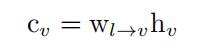 c_v = w_{l→v}h_v